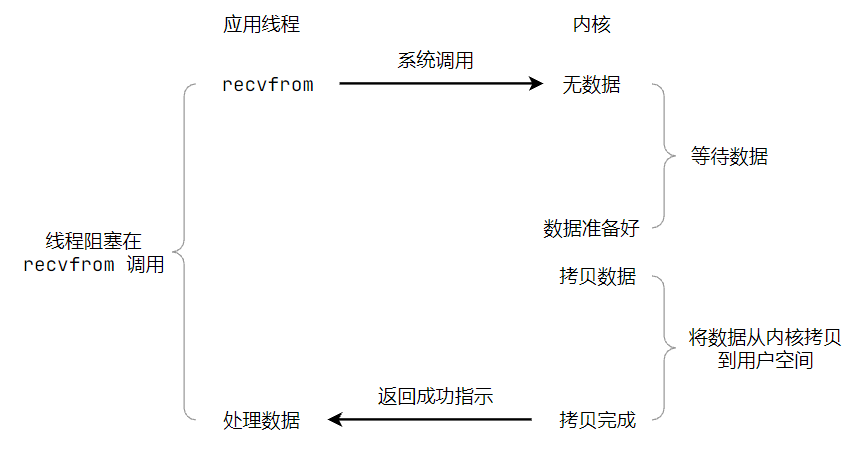 应用线程
内核
系统调用
recvfrom
无数据
等待数据
数据准备好
线程阻塞在
recvfrom 调用
拷贝数据
将数据从内核拷贝
到用户空间
返回成功指示
处理数据
拷贝完成